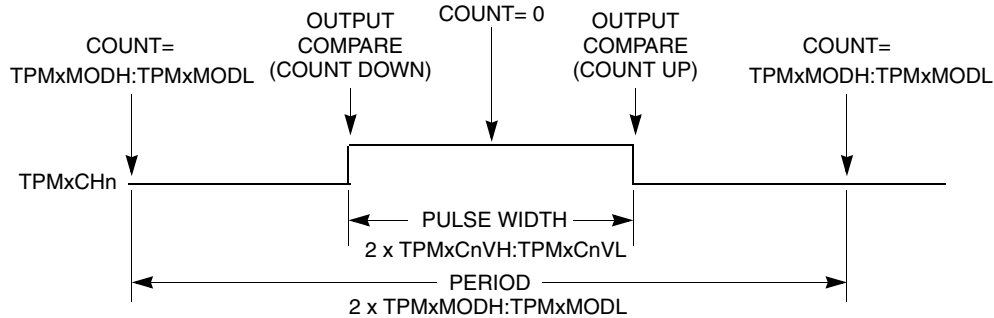 COUNT=
TPMxMODH:TPMxMODL
OUTPUT
COMPARE
(COUNT DOWN)
COUNT= 0
OUTPUT
COMPARE
(COUNT UP)
COUNT=
TPMxMODH:TPMxMODL
TPMxCHn
PULSE WIDTH
2 x TPMxCnVH:TPMxCnVL
PERIOD
2 x TPMxMODH:TPMxMODL